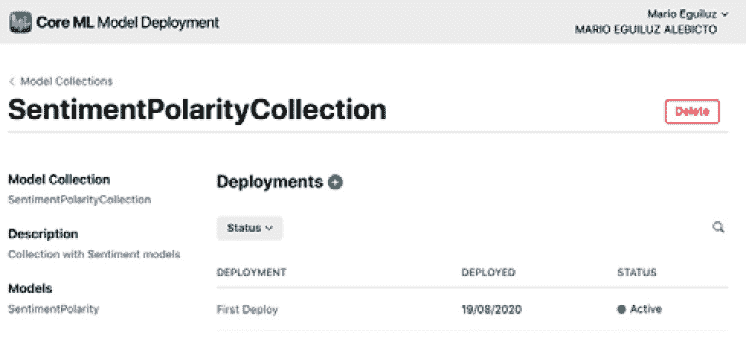 Core ML Model Deployment
Mario Eguiluz
MARIO EGUILUZ ALEBICTO
Model Collections
SentimentPolarityCollection
Delete
Model Collection
SentimentPolarityCollection
Description
Collection with Sentiment models
Models
SentimentPolarity
Deployments
Status
DEPLOYMENT DEPLOYED STATUS
First Deploy 19/08/2020 Active